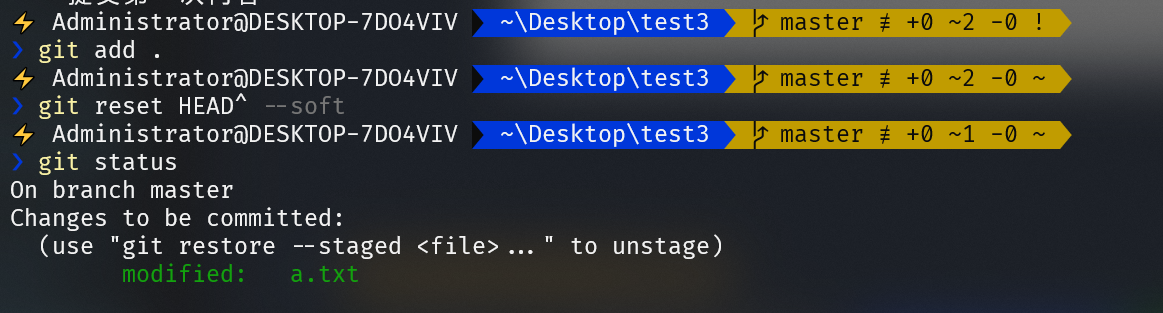 ⚡ Administrator@DESKTOP-7DO4VIV ~\Desktop\test3 master ≢ +0 ~2 -0 !
❯ git add .
⚡ Administrator@DESKTOP-7DO4VIV ~\Desktop\test3 master ≢ +0 ~2 -0 ~
❯ git reset HEAD^ --soft
⚡ Administrator@DESKTOP-7DO4VIV ~\Desktop\test3 master ≢ +0 ~1 -0 ~
❯ git status
On branch master
Changes to be committed:
(use "git restore --staged <file>..." to unstage)
modified: a.txt